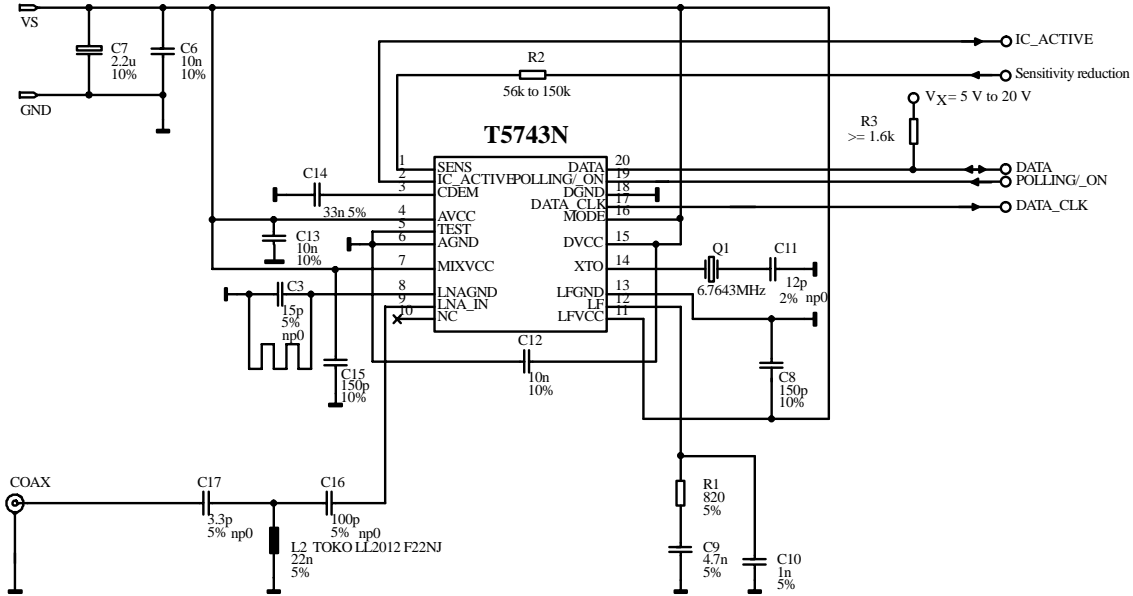 VS
C7
2.2u
10%
C6
10n
10%
GND
IC_ACTIVE
R2
56k to 150k
Sensitivity reduction
VX = 5 V to 20 V
R3
>= 1.6k
T5743N
1 SENS
2 IC_ACTIVE
3 CDEM
4 AVCC
5 TEST
6 AGND
7 MIXVCC
8 LNAGND
9 LNA_IN
10 NC
DATA 20
POLLING/_ON 19
DGND 18
DATA_CLK 17
MODE 16
DVCC 15
XTO 14
LFGND 13
LF 12
LFVCC 11
DATA
POLLING/_ON
DATA_CLK
C14
33n 5%
C13
10n
10%
Q1
6.7643MHz
C11
12p
2% np0
C3
15p
5%
np0
C15
150p
10%
C12
10n
10%
C8
150p
10%
COAX
C17
3.3p
5% np0
C16
100p
5% np0
L2 TOKO LL2012 F22NJ
22n
5%
R1
820
5%
C9
4.7n
5%
C10
1n
5%